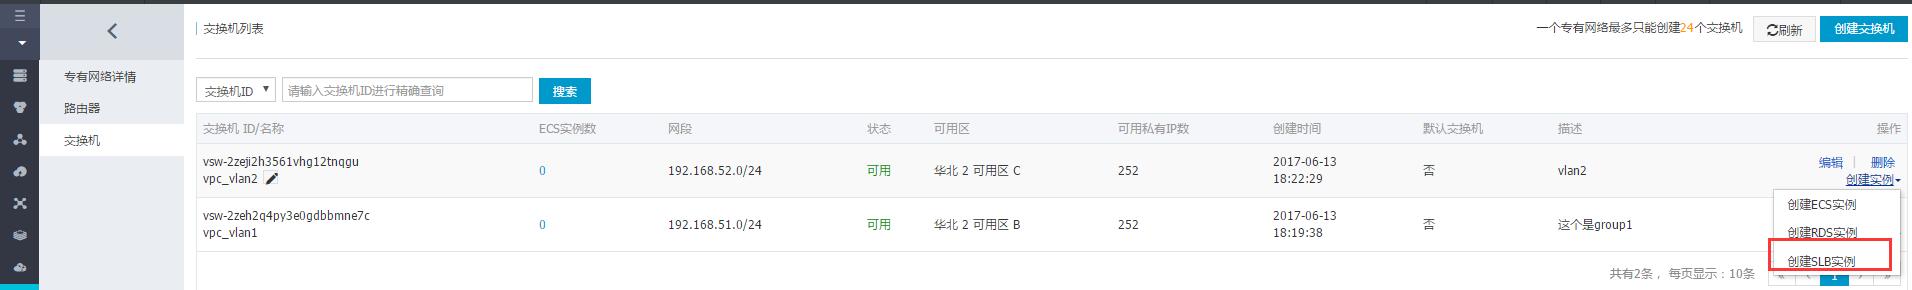 交换机列表
一个专有网络最多只能创建24个交换机
刷新
创建交换机
专有网络详情
路由器
交换机
交换机ID
请输入交换机ID进行精确查询
搜索
交换机 ID/名称 ECS实例数 网段 状态 可用区 可用私有IP数 创建时间 默认交换机 描述 操作
vsw-2zeji2h3561vhg12tnqgu
vpc_vlan2
0 192.168.52.0/24 可用 华北 2 可用区 C 252
2017-06-13
18:22:29
否 vlan2
编辑 | 删除
创建实例
vsw-2zeh2q4py3e0gdbbmne7c
vpc_vlan1
0 192.168.51.0/24 可用 华北 2 可用区 B 252
2017-06-13
18:19:38
否 这个是group1
创建ECS实例
创建RDS实例
创建SLB实例
共有2条， 每页显示：10条
« ‹ 1 › »